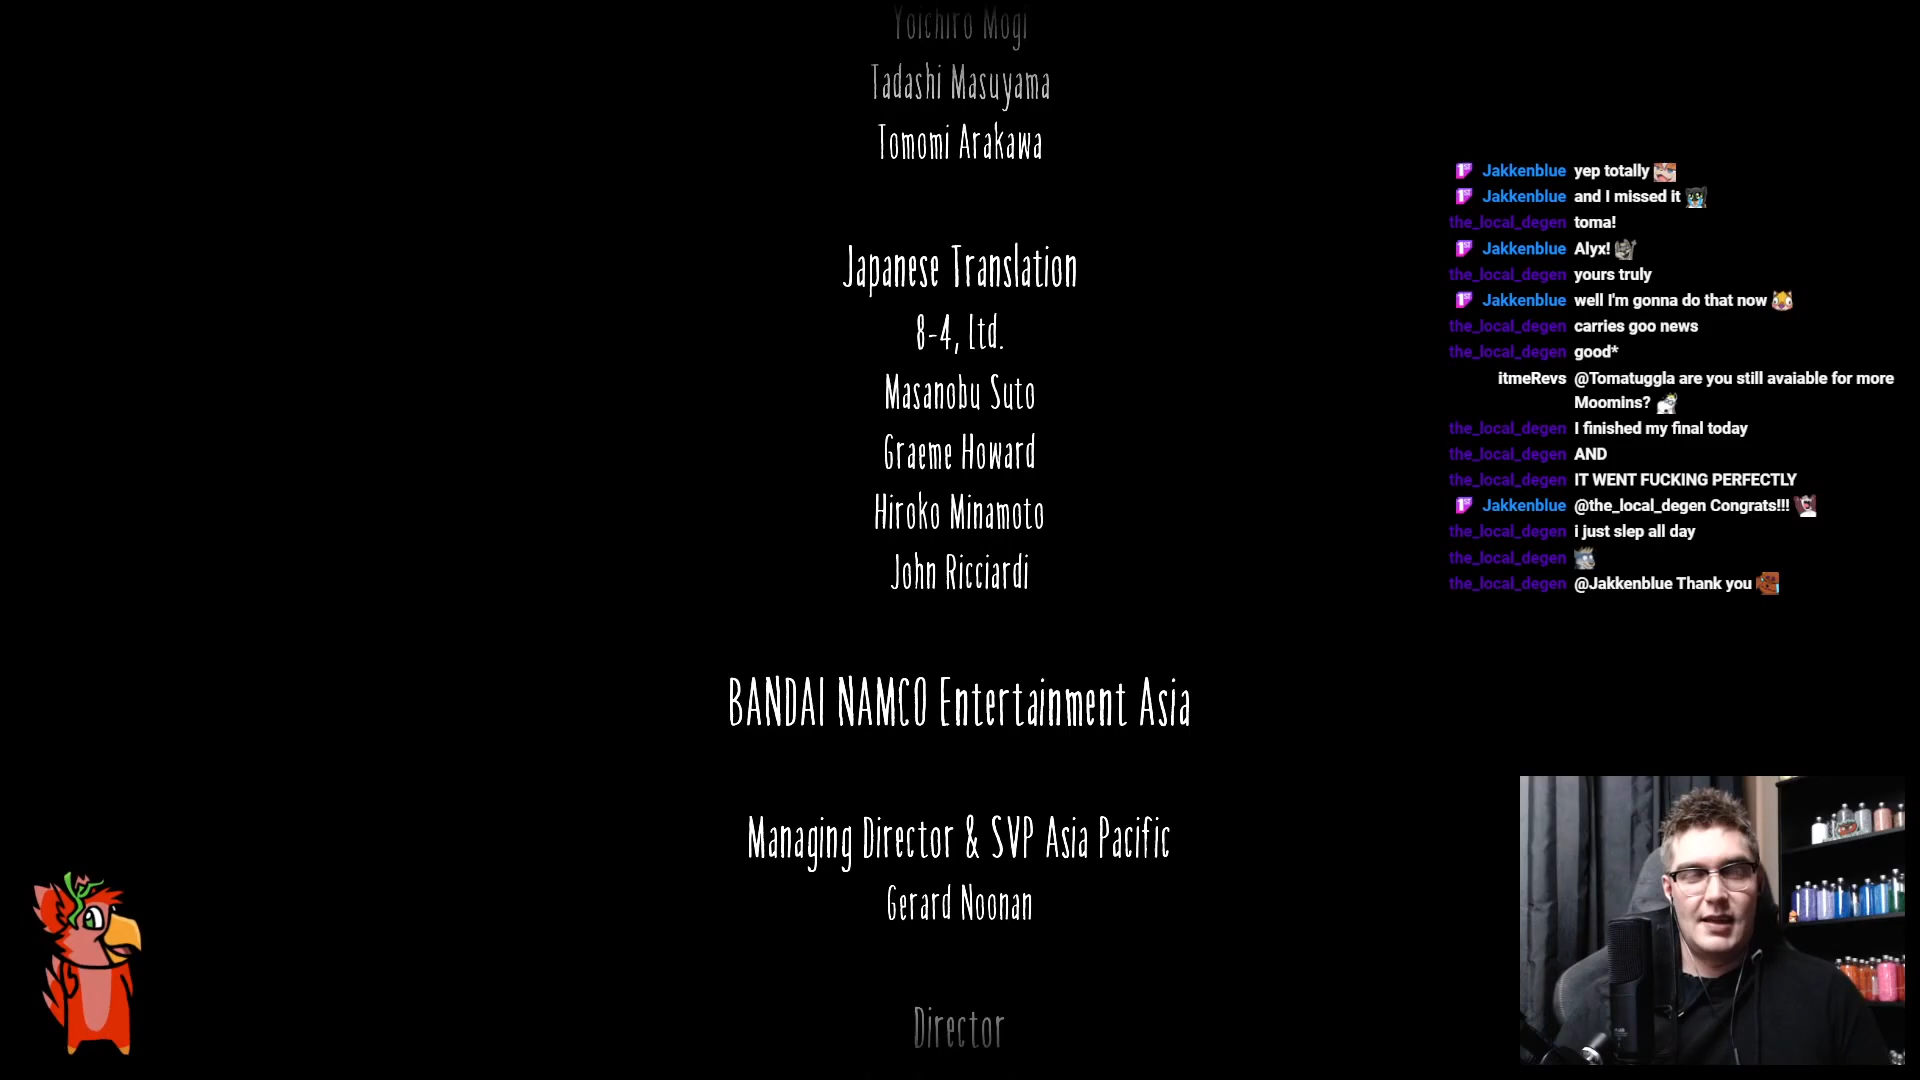 Yoichiro Mogi
Tadashi Masuyama
Tomomi Arakawa
Japanese Translation
8-4, Ltd.
Masanobu Suto
Graeme Howard
Hiroko Minamoto
John Ricciardi
BANDAI NAMCO Entertainment Asia
Managing Director & SVP Asia Pacific
Gerard Noonan
Director
Jakkenblue yep totally
Jakkenblue and I missed it
the_local_degen toma!
Jakkenblue Alyx!
the_local_degen yours truly
Jakkenblue well I'm gonna do that now
the_local_degen carries goo news
the_local_degen good*
itmeRevs @Tomatuggla are you still avaiable for more
Moomins?
the_local_degen I finished my final today
the_local_degen AND
the_local_degen IT WENT FUCKING PERFECTLY
Jakkenblue @the_local_degen Congrats!!!
the_local_degen i just slep all day
the_local_degen
the_local_degen @Jakkenblue Thank you